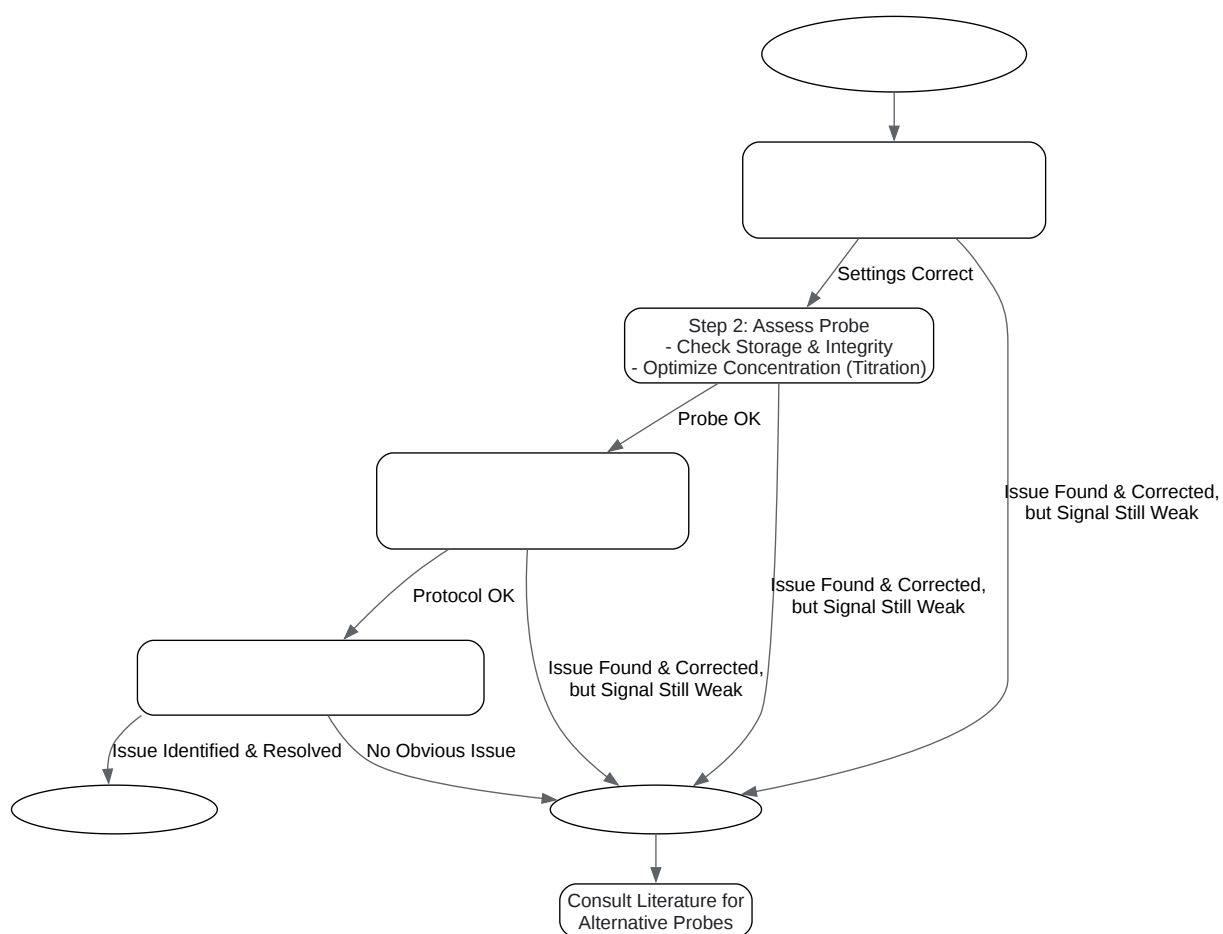 Settings Correct
Step 2: Assess Probe
- Check Storage & Integrity
- Optimize Concentration (Titration)
Probe OK
Issue Found & Corrected,
but Signal Still Weak
Issue Found & Corrected,
but Signal Still Weak
Protocol OK
Issue Found & Corrected,
but Signal Still Weak
Issue Identified & Resolved
No Obvious Issue
Consult Literature for
Alternative Probes